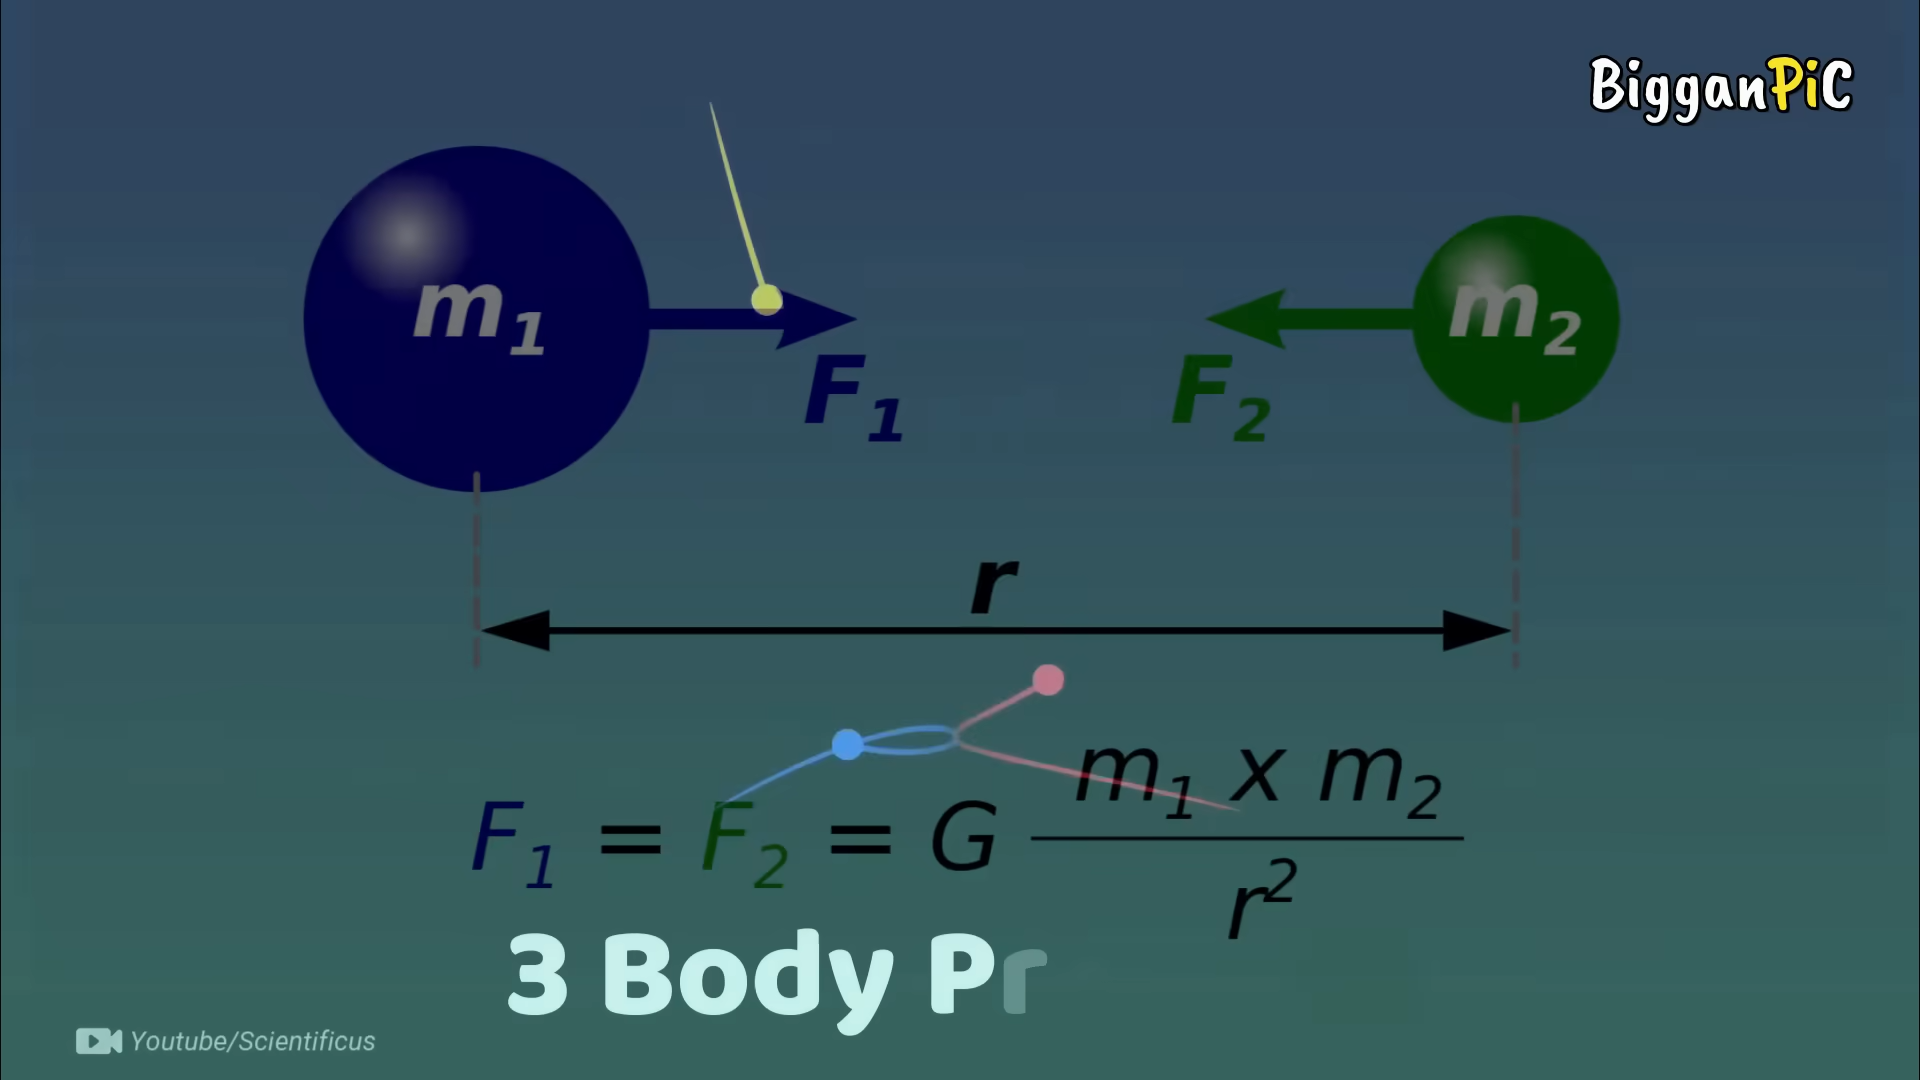 BigganPiC
m₁
m₂
F₁
F₂
r
F₁ = F₂ = G m₁ x m₂ / r²
3 Body Pr
Youtube/Scientificus